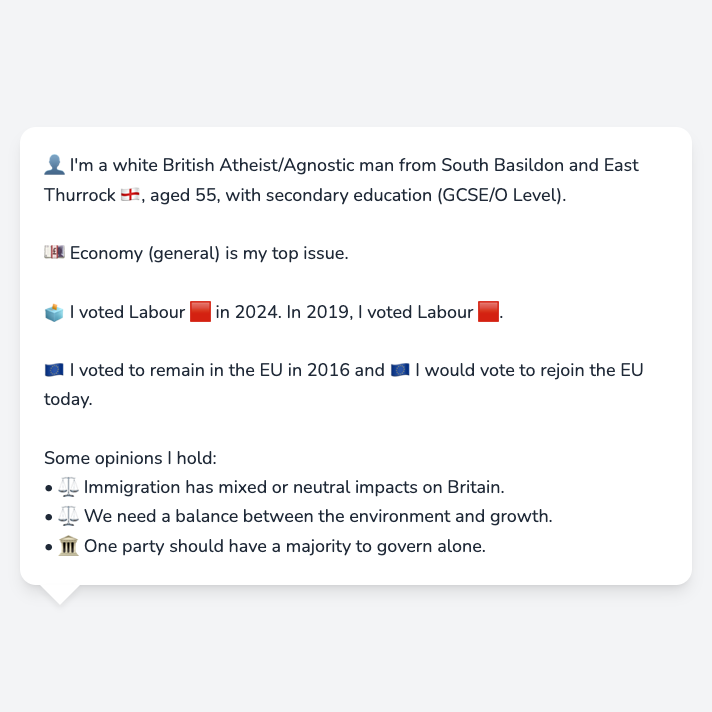 👤 I'm a white British Atheist/Agnostic man from South Basildon and East
Thurrock 🏴󠁧󠁢󠁥󠁮󠁧󠁿, aged 55, with secondary education (GCSE/O Level).
💷 Economy (general) is my top issue.
🗳️ I voted Labour 🟥 in 2024. In 2019, I voted Labour 🟥.
🇪🇺 I voted to remain in the EU in 2016 and 🇪🇺 I would vote to rejoin the EU
today.
Some opinions I hold:
• ⚖️ Immigration has mixed or neutral impacts on Britain.
• ⚖️ We need a balance between the environment and growth.
• 🏛️ One party should have a majority to govern alone.